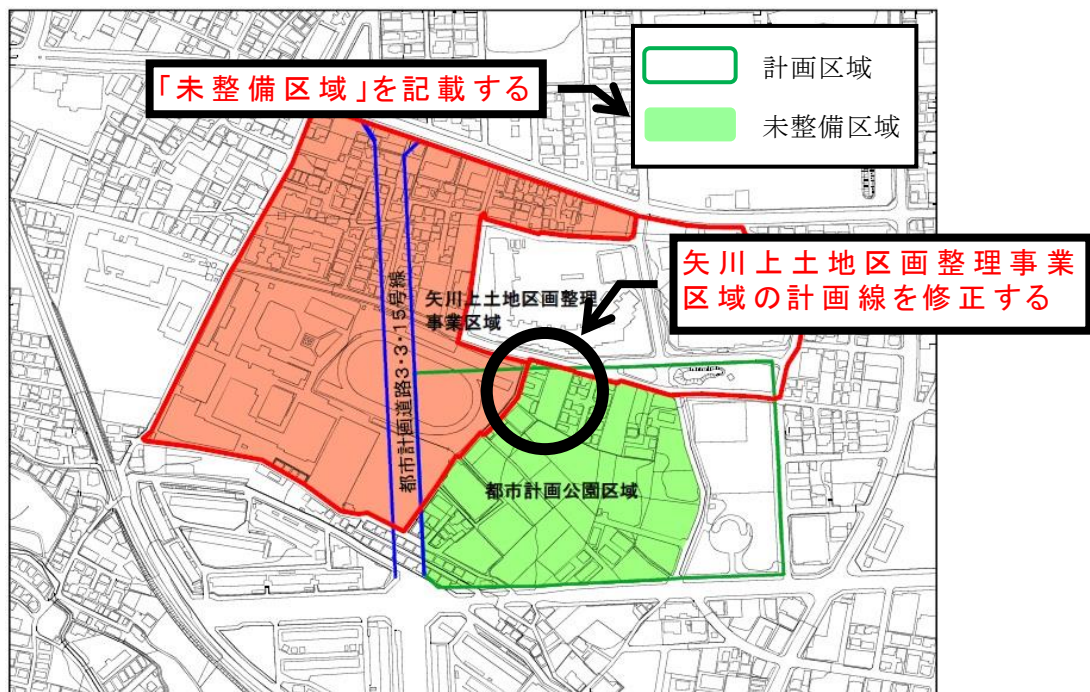 「未整備区域」を記載する
計画区域
未整備区域
矢川上土地区画整理事業
区域の計画線を修正する
矢川上土地区画整理
事業区域
都市計画道路3・3・15号線
都市計画公園区域